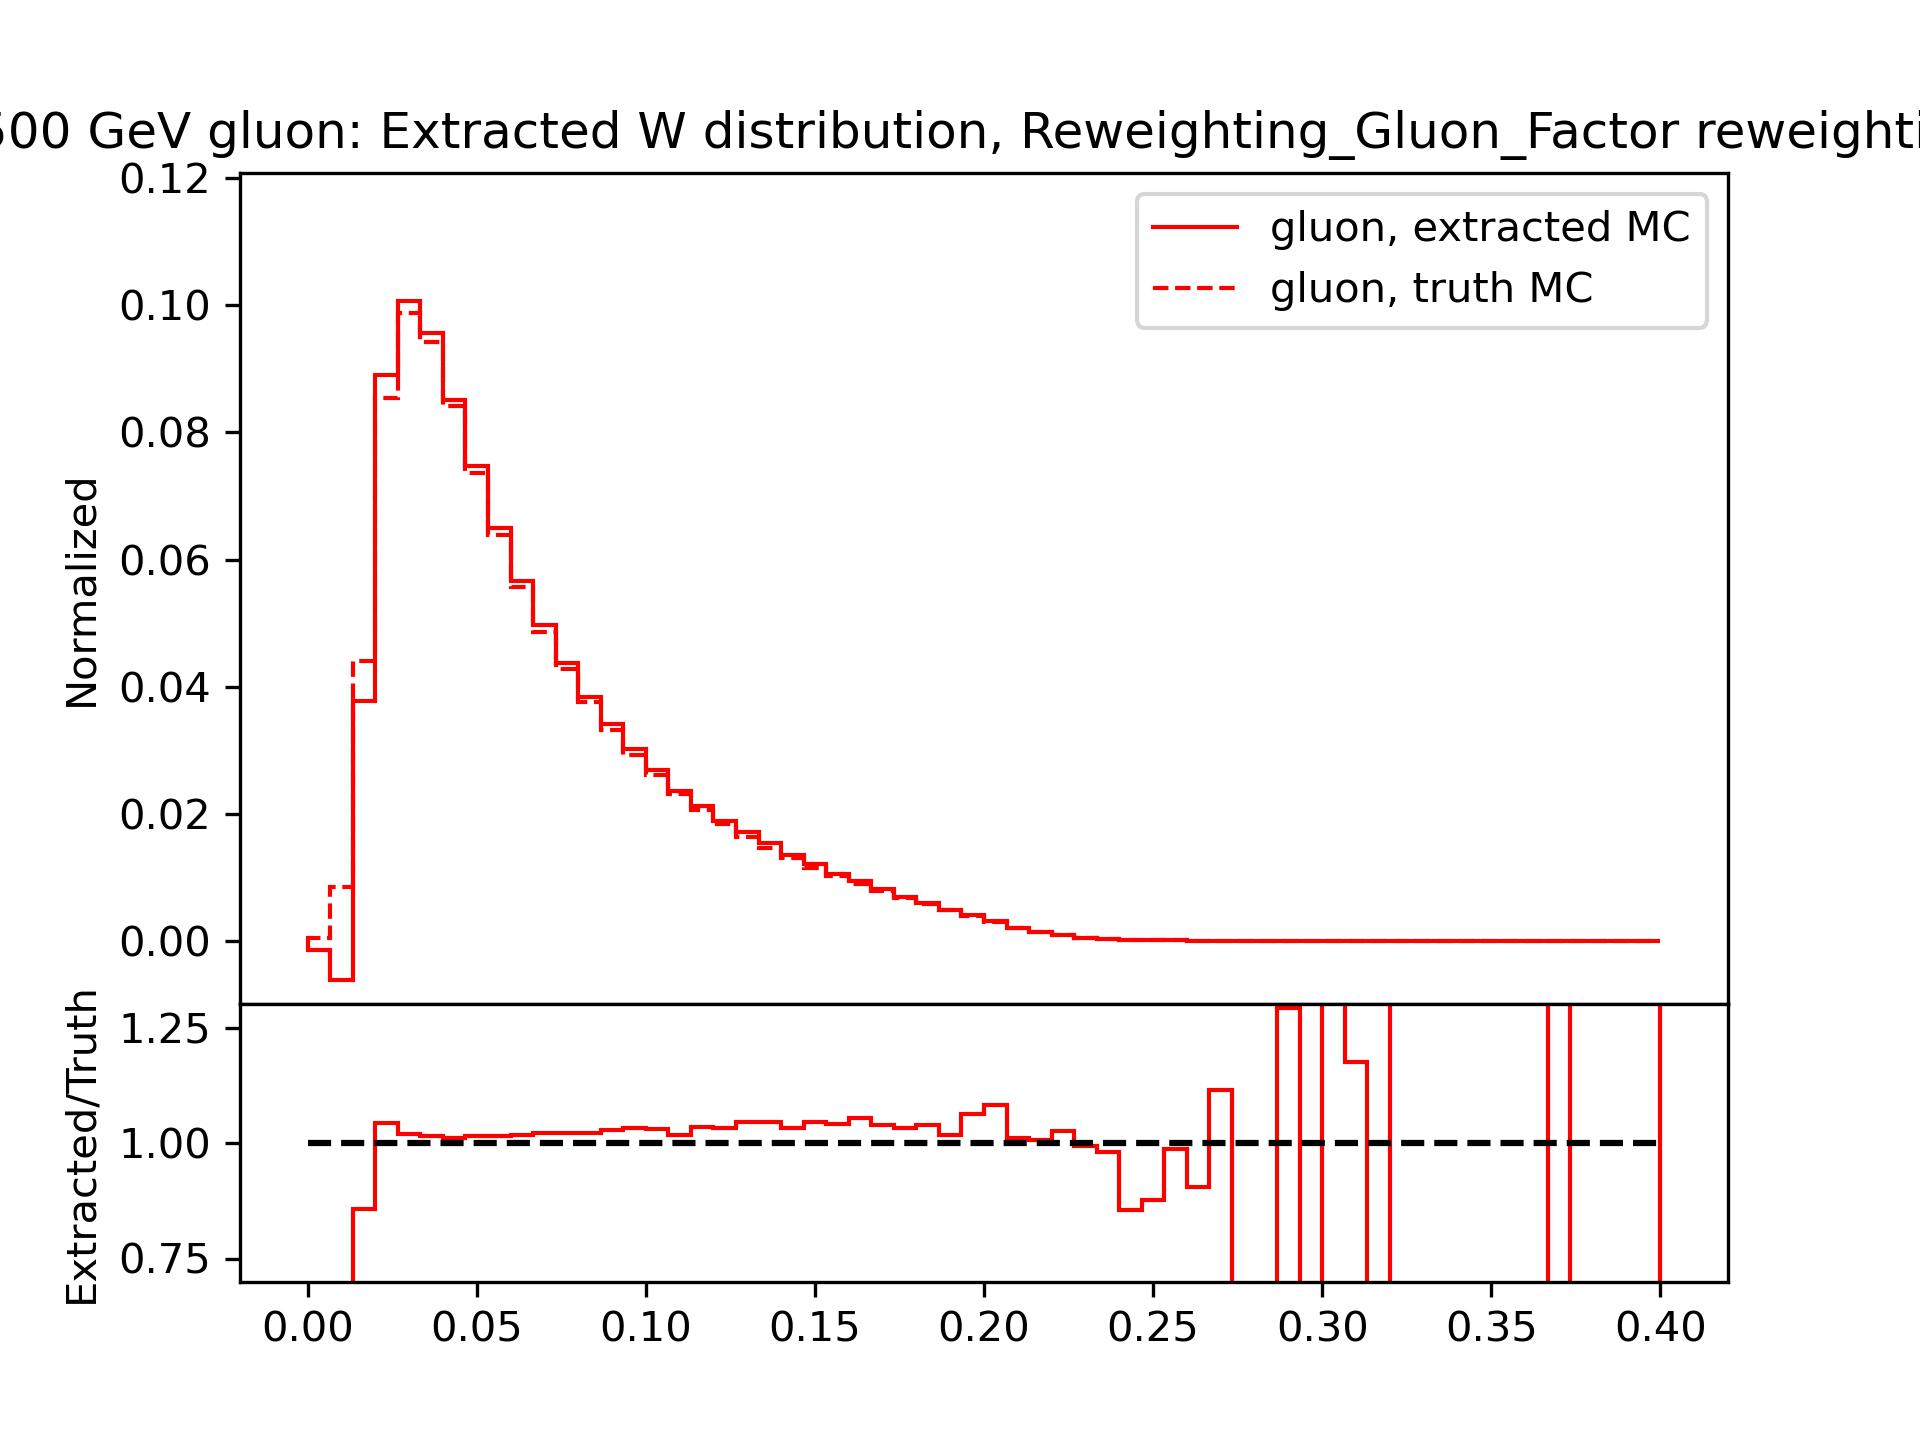 500 GeV gluon: Extracted W distribution, Reweighting_Gluon_Factor
0.12
gluon, extracted MC
gluon, truth MC
0.10
0.08
0.06
0.04
0.02
0.00
Normalized
1.25
1.00
0.75
Extracted/Truth
0.00 0.05 0.10 0.15 0.20 0.25 0.30 0.35 0.40